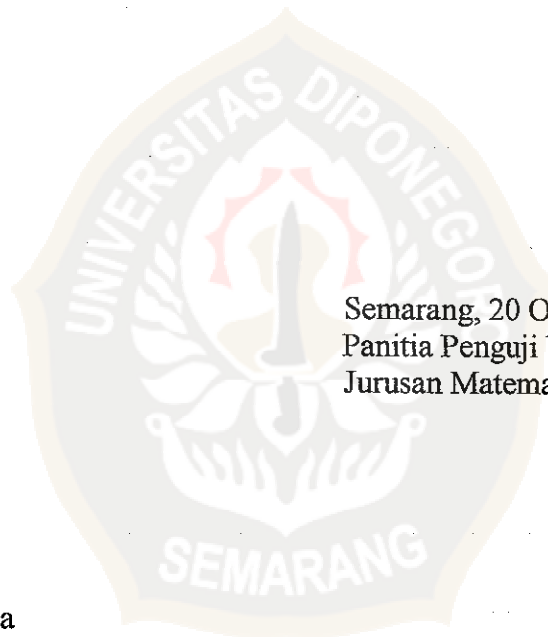 UNIVERSITAS DIPONEGORO
Semarang, 20 O
Panitia Penguji
Jurusan Matema
SEMARANG
a